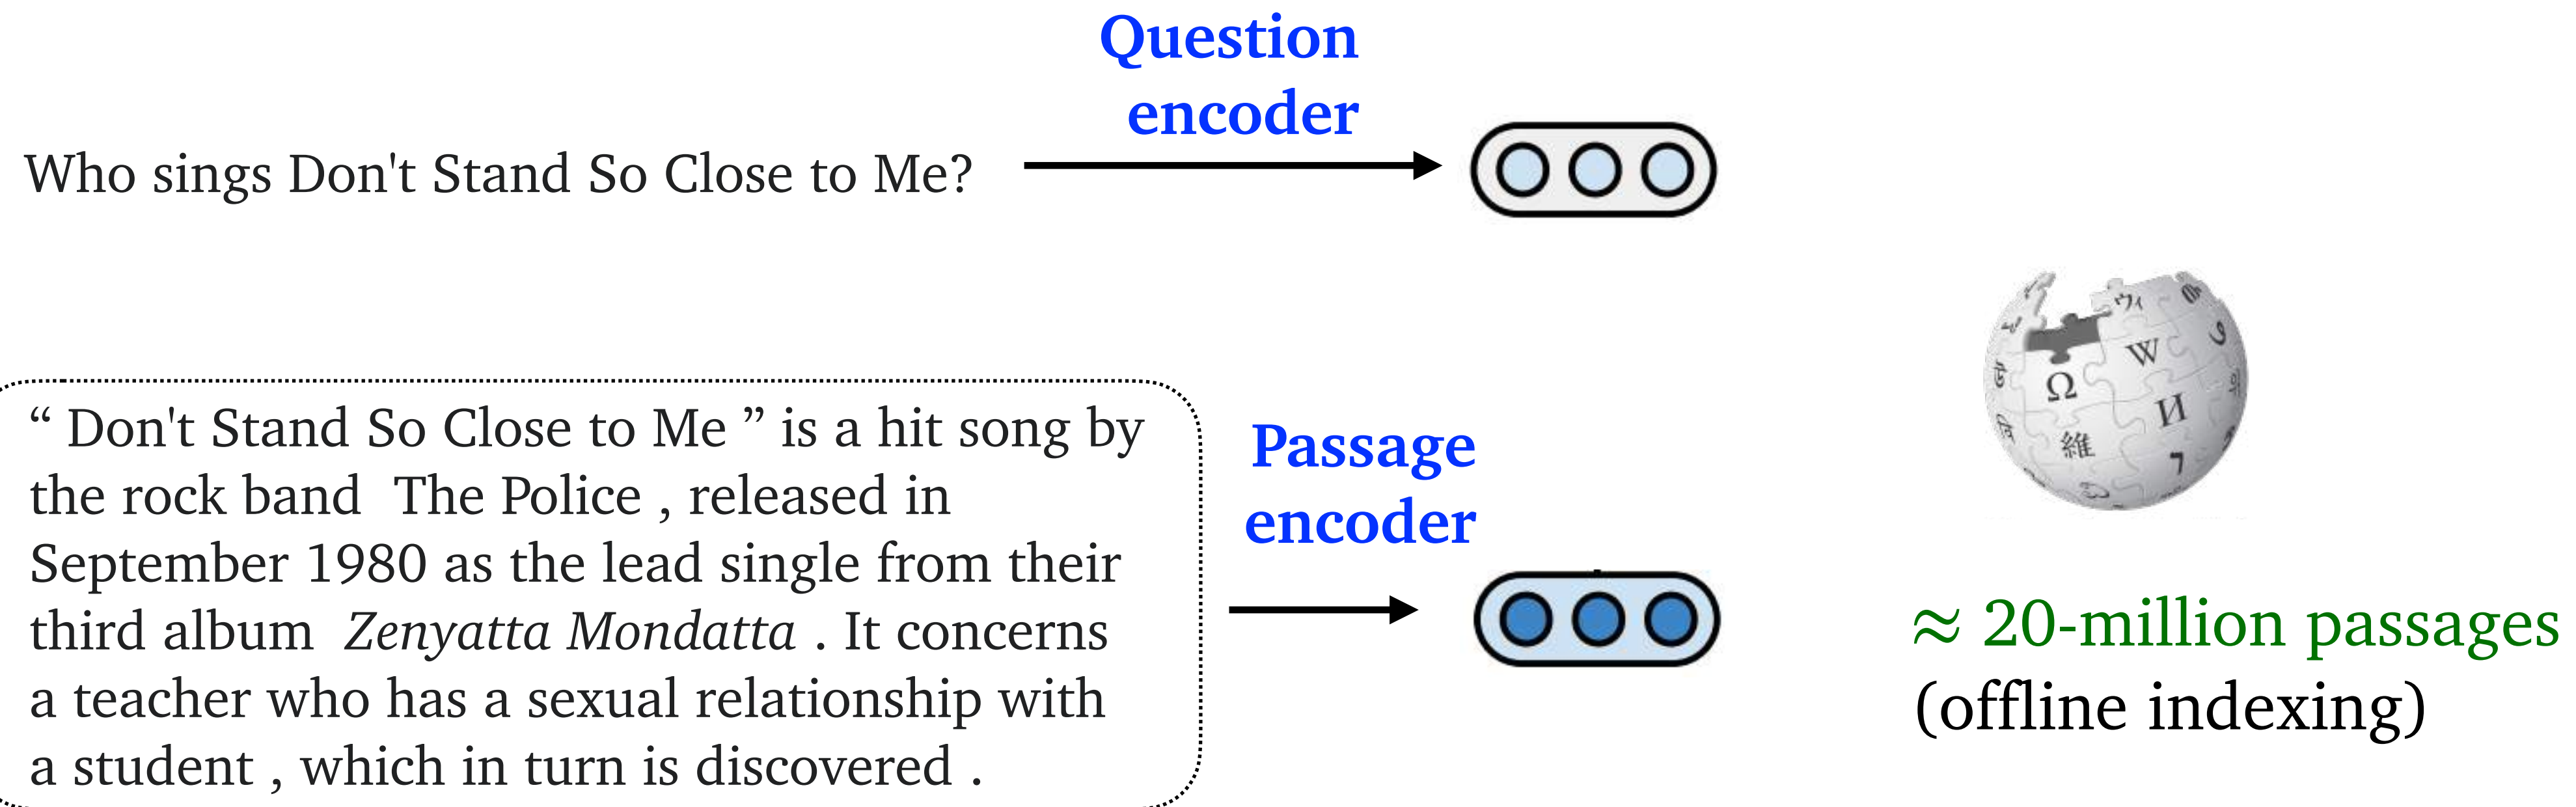 Question
encoder
Who sings Don't Stand So Close to Me?
“ Don't Stand So Close to Me ” is a hit song by
the rock band The Police , released in
September 1980 as the lead single from their
third album Zenyatta Mondatta . It concerns
a teacher who has a sexual relationship with
a student , which in turn is discovered .
Passage
encoder
Ω
W
И
維
ウィ
≈ 20-million passages
(offline indexing)